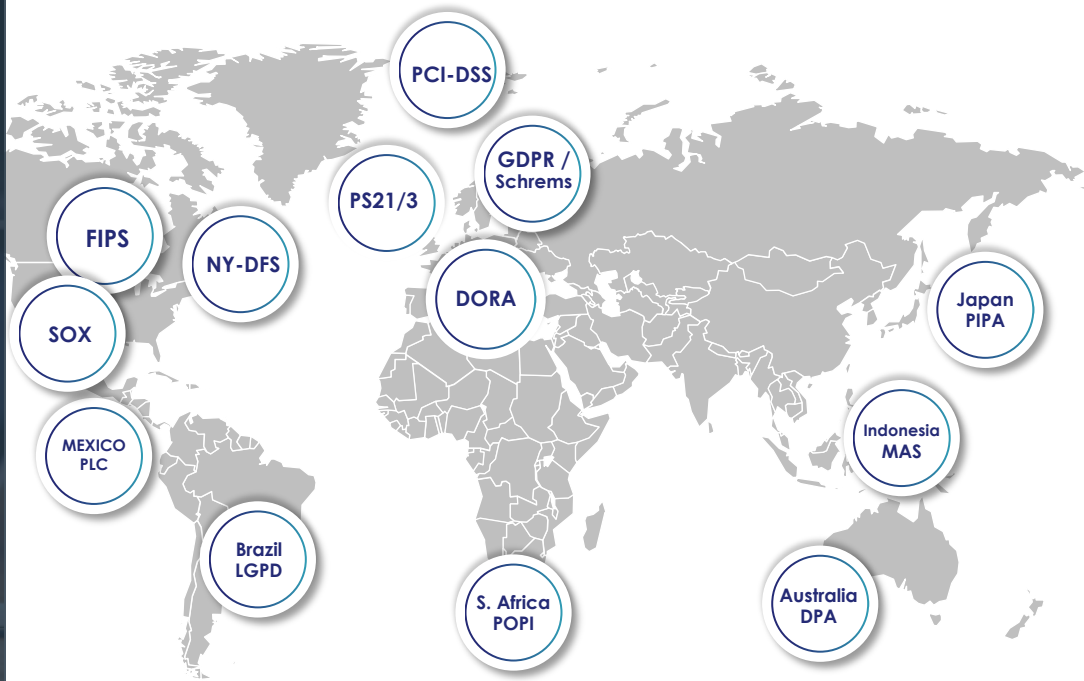 PCI-DSS
GDPR /
Schrems
PS21/3
FIPS
NY-DFS
DORA
SOX
Japan
PIPA
MEXICO
PLC
Indonesia
MAS
Brazil
LGPD
S. Africa
POPI
Australia
DPA